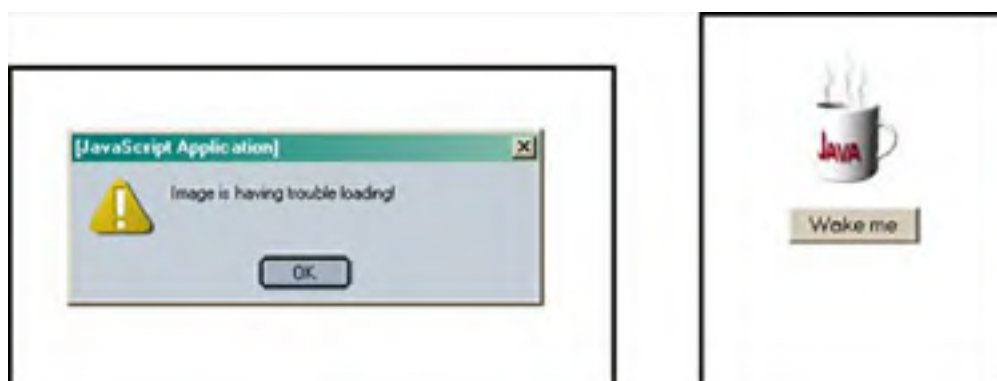 [JavaScript Application]
Image is having trouble loading!
OK
JAVA
Wake me